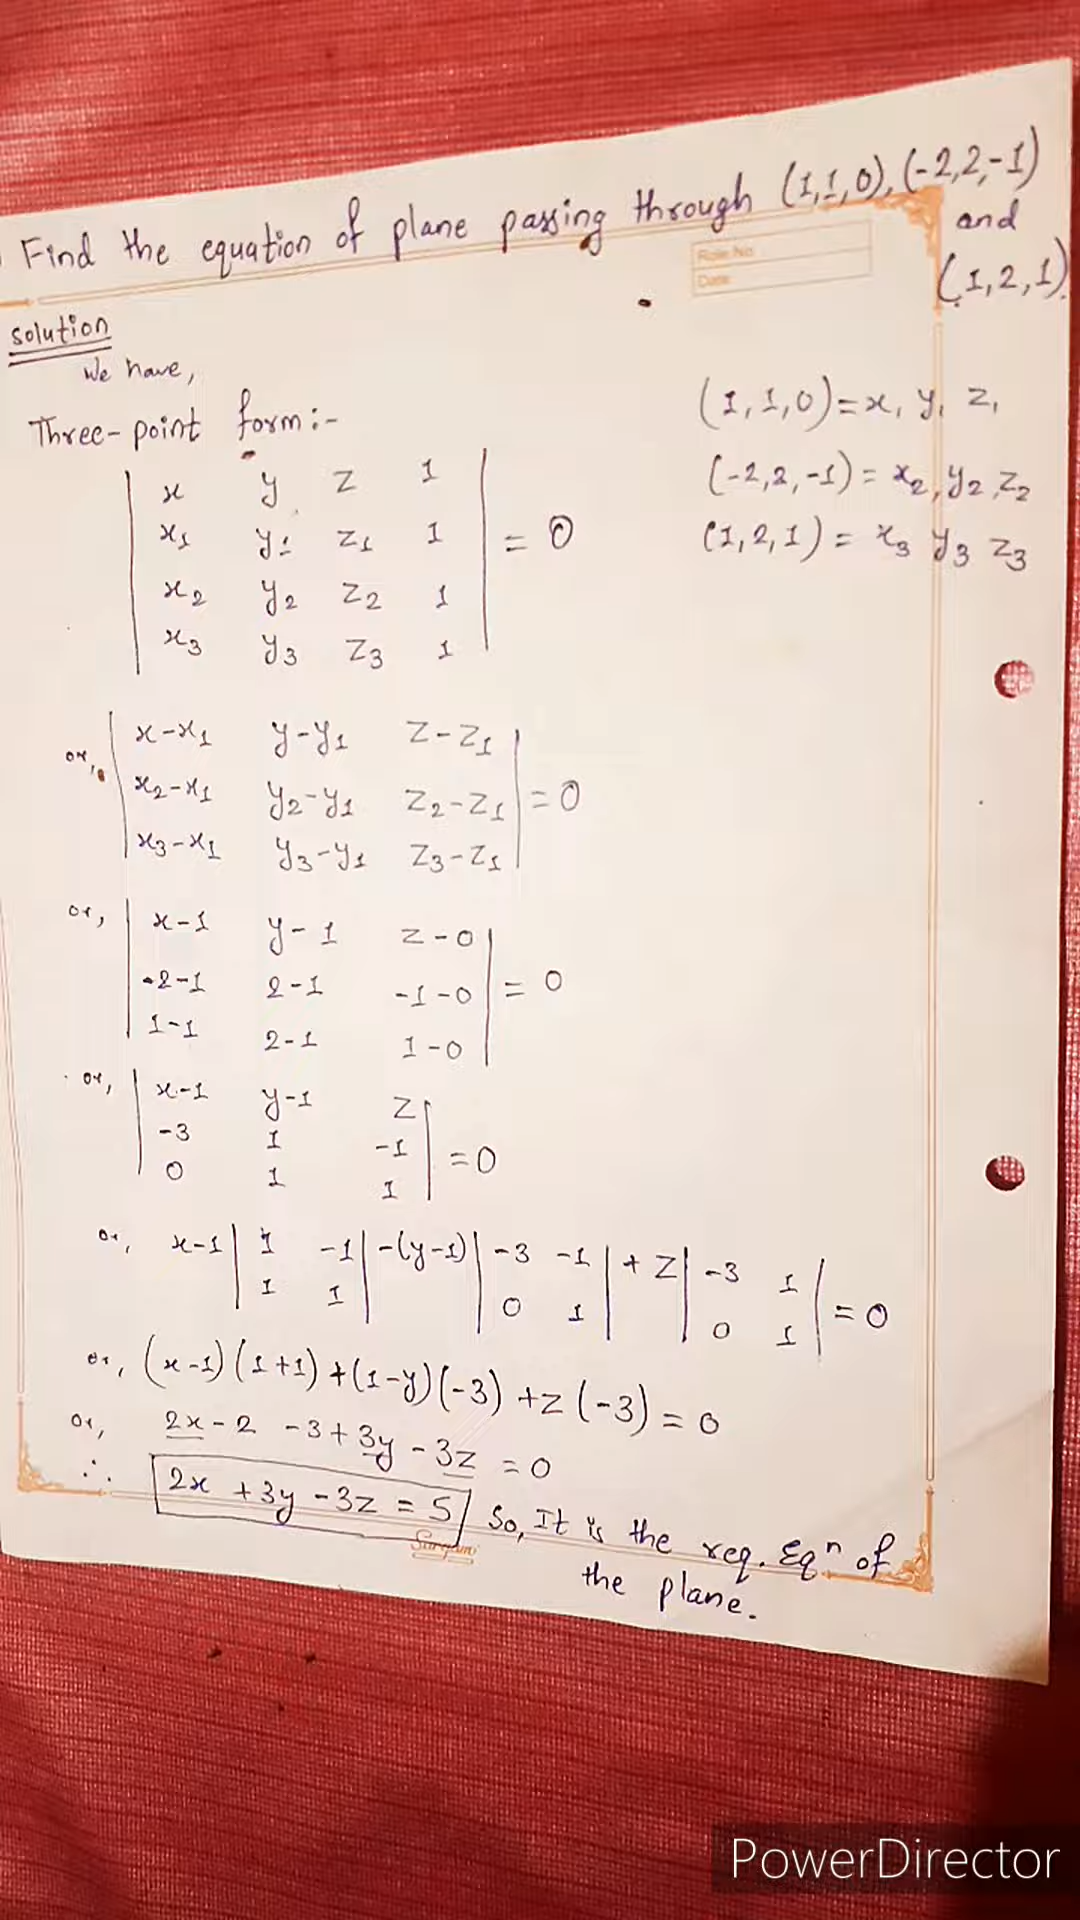 Find the equation of plane passing through (1,1,0), (-2,2,-1)
and
(1,2,1).
Role No
Date
solution
We have,
Three-point form:-
(1,1,0)=x₁ y₁ z₁
(-2,2,-1)= x₂,y₂,z₂
(1,2,1)= x₃ y₃ z₃
| x y z 1 |
| x₁ y₁ z₁ 1 | = 0
| x₂ y₂ z₂ 1 |
| x₃ y₃ z₃ 1 |
| x-x₁ y-y₁ z-z₁ |
or, | x₂-x₁ y₂-y₁ z₂-z₁ | =0
| x₃-x₁ y₃-y₁ z₃-z₁ |
or, | x-1 y-1 z-0 |
| -2-1 2-1 -1-0 | = 0
| 1-1 2-1 1-0 |
or, | x-1 y-1 z |
| -3 1 -1 | =0
| 0 1 1 |
or, x-1 | 1 -1 | -(y-1) | -3 -1 | + z | -3 1 |
| 1 1 | | 0 1 | | 0 1 | =0
or, (x-1)(1+1)+(1-y)(-3)+z(-3)=0
or, 2x-2-3+3y-3z=0
∴ 2x+3y-3z=5 So, It is the req. Eqⁿ of
the plane.
Sargam
PowerDirector